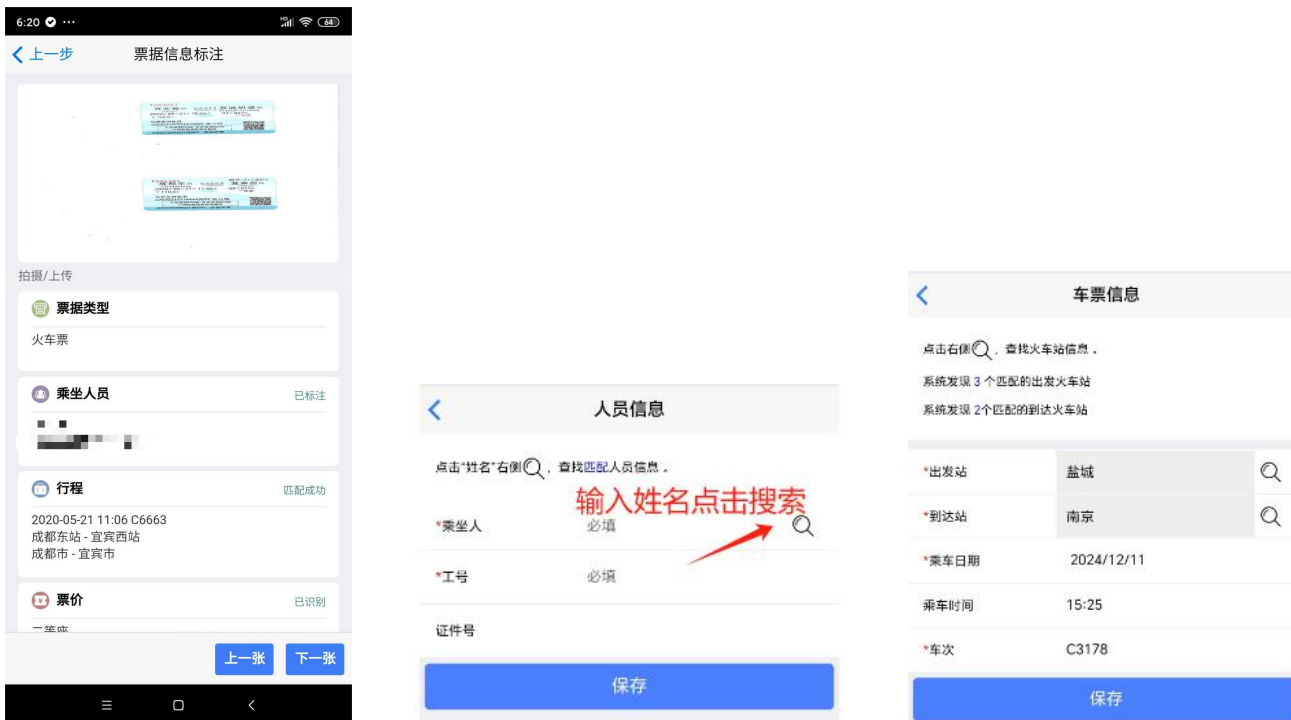 6:20
64
上一步
票据信息标注
拍摄/上传
票据类型
火车票
乘坐人员
已标注
行程
匹配成功
2020-05-21 11:06 C6663
成都东站 - 宜宾西站
成都市 - 宜宾市
票价
已识别
二等座
上一张
下一张
人员信息
点击"姓名"右侧，查找匹配人员信息。
输入姓名点击搜索
*乘坐人
必填
*工号
必填
证件号
保存
车票信息
点击右侧，查找火车站信息。
系统发现 3 个匹配的出发火车站
系统发现 2个匹配的到达火车站
*出发站
盐城
*到达站
南京
*乘车日期
2024/12/11
乘车时间
15:25
*车次
C3178
保存